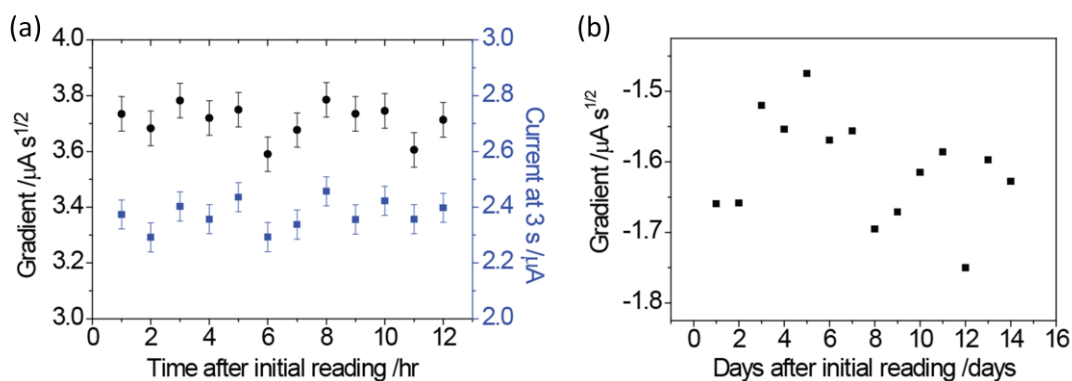 (a)
4.0
3.8
3.6
3.4
3.2
3.0
Gradient /μA s^1/2
3.0
2.8
2.6
2.4
2.2
2.0
Current at 3 s /μA
0 2 4 6 8 10 12
Time after initial reading /hr
(b)
-1.5
-1.6
-1.7
-1.8
Gradient /μA s^1/2
0 2 4 6 8 10 12 14 16
Days after initial reading /days